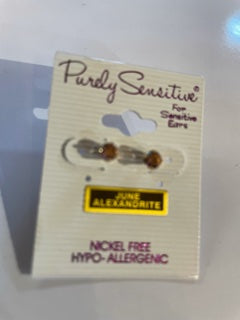 Purely Sensitive®
For
Sensitive
Ears
JUNE
ALEXANDRITE
NICKEL FREE
HYPO-ALLERGENIC